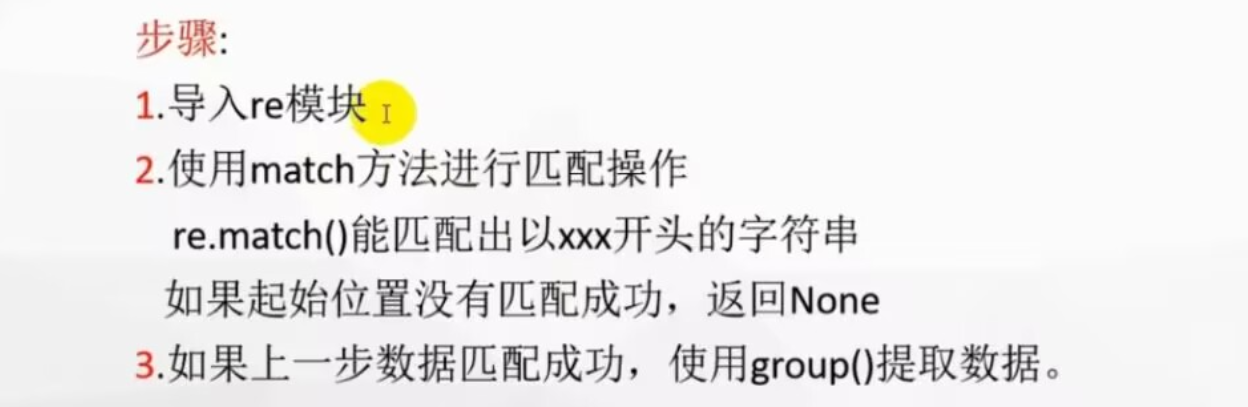 步骤:
1.导入re模块
2.使用match方法进行匹配操作
re.match()能匹配出以xxx开头的字符串
如果起始位置没有匹配成功，返回None
3.如果上一步数据匹配成功，使用group()提取数据。